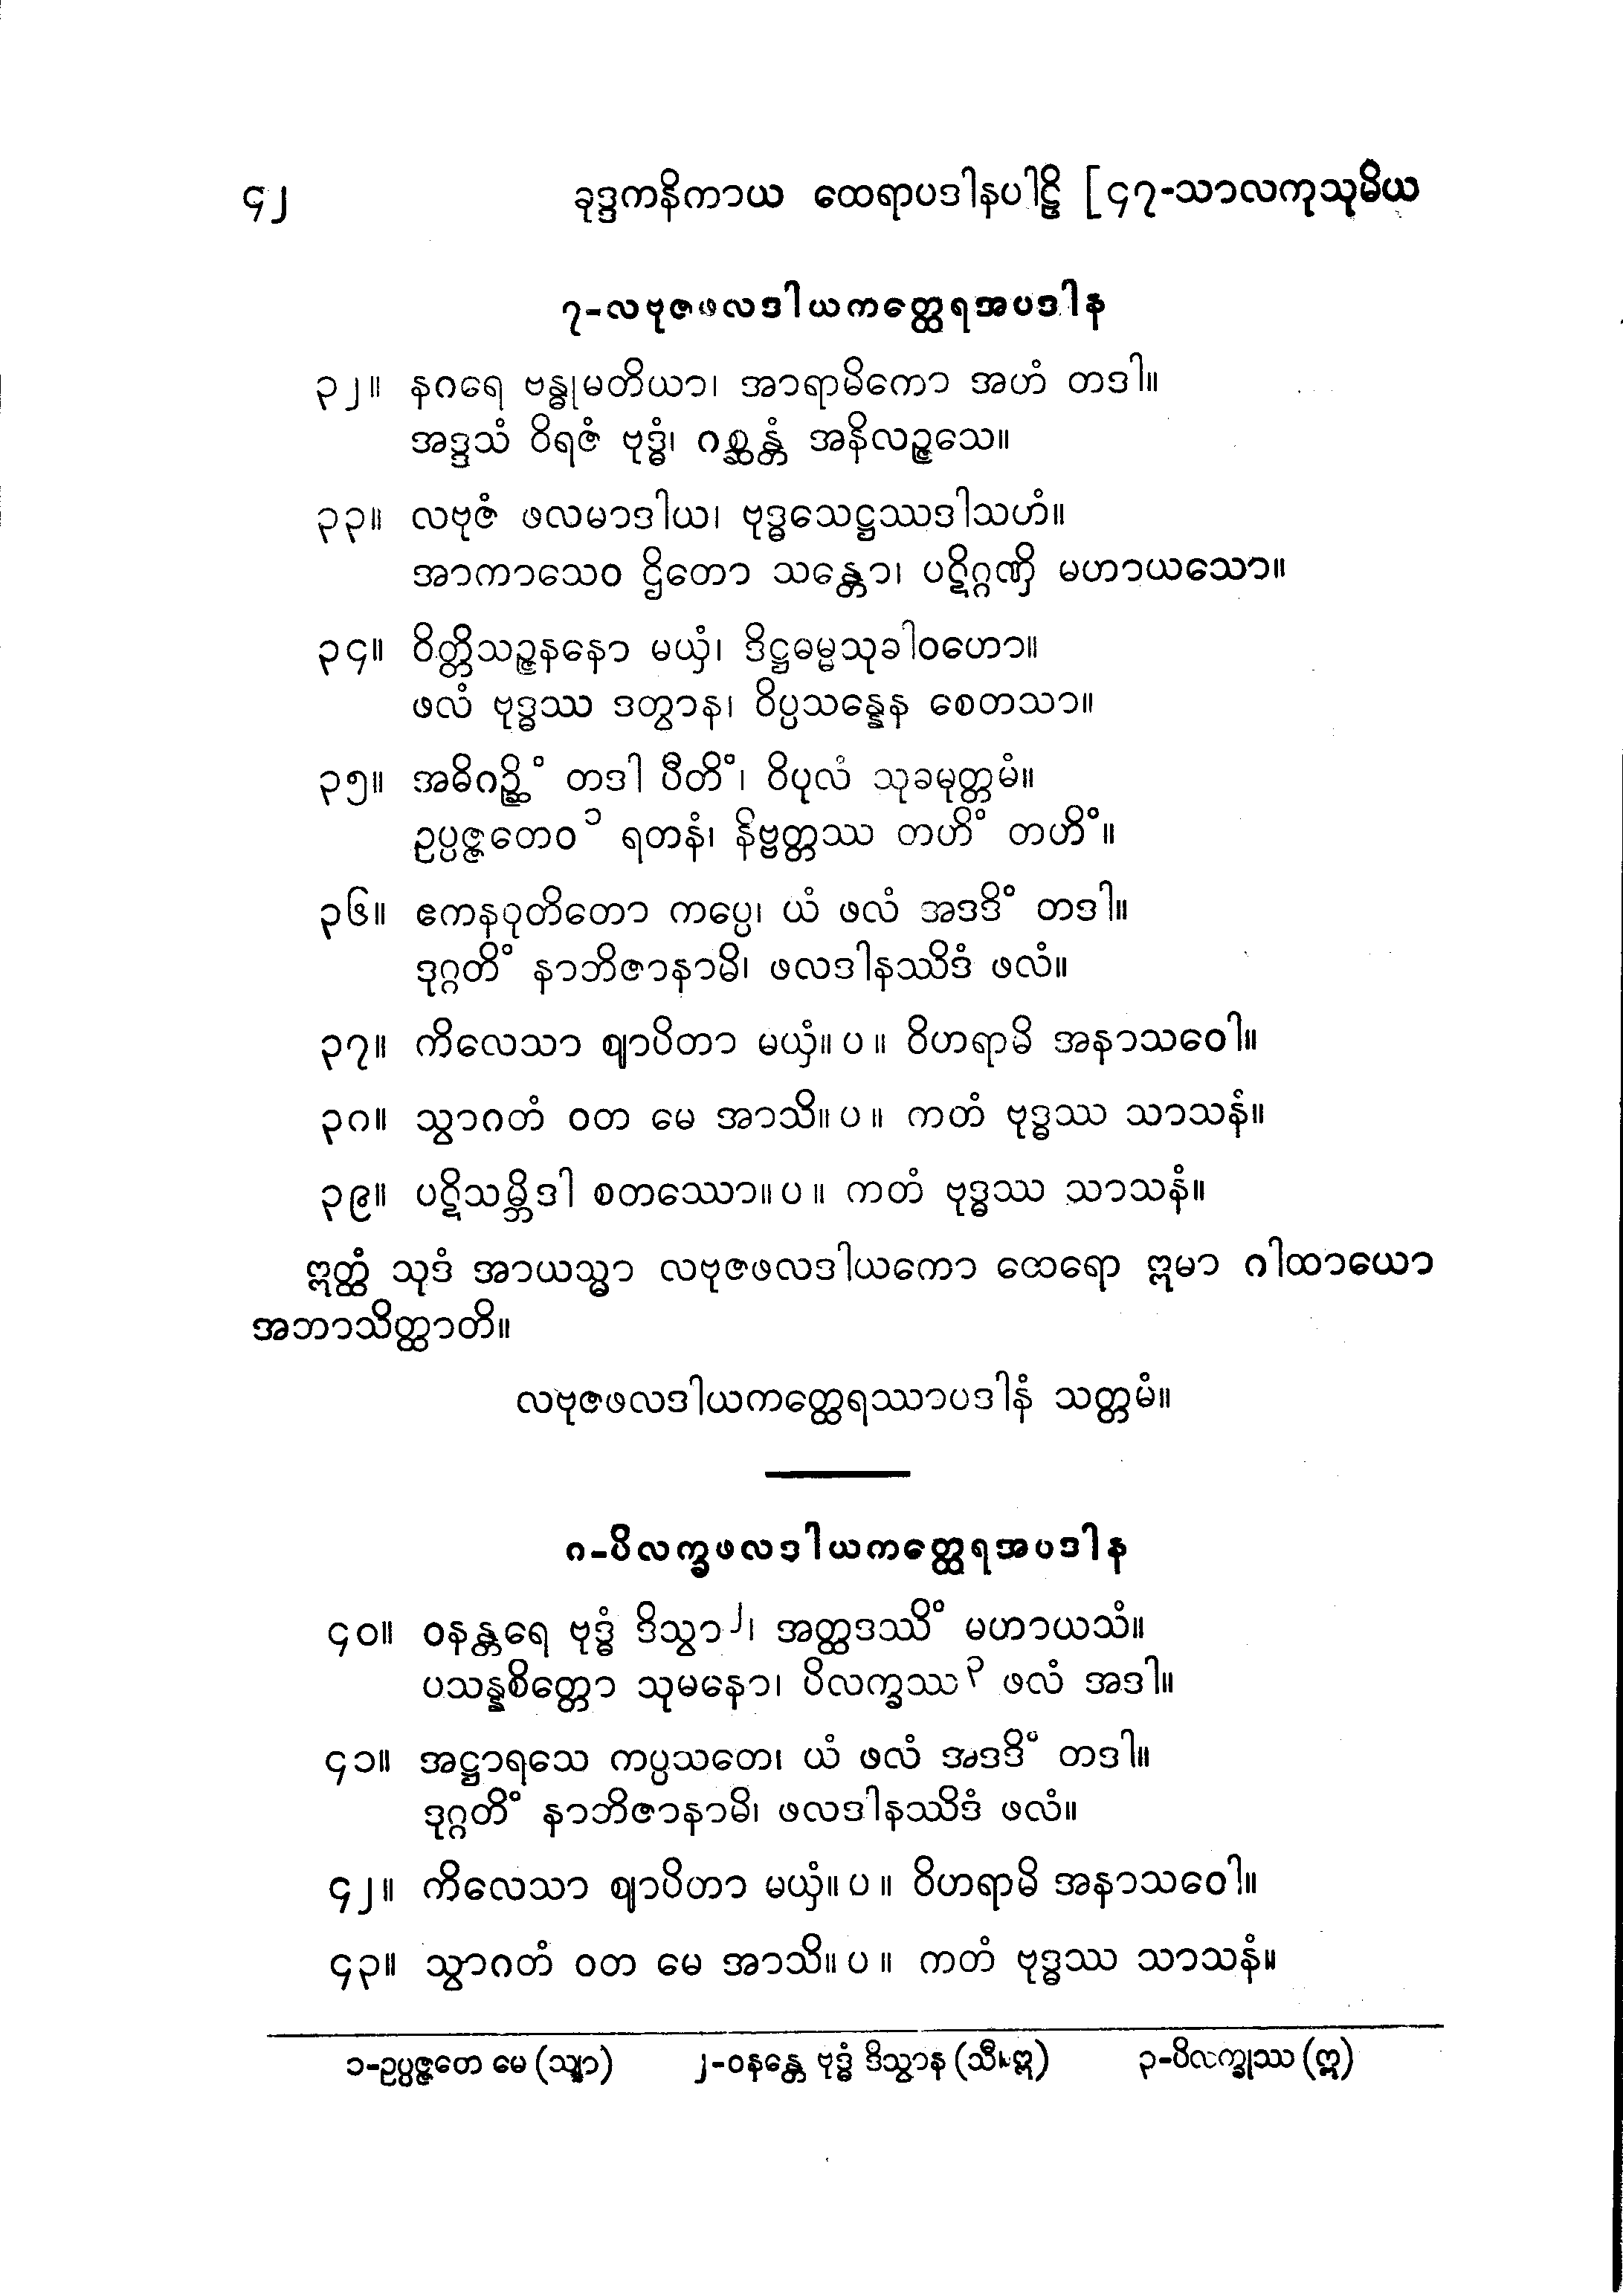 ၄၂ ခုဒ္ဒကနိကာယ ထေရာပဒါနပါဠိ [၄၇-သာလကုသုမိယ
၇-လဗုဇဖလဒါယကတ္ထေရအပဒါန
၃၂။ နဂရေ ဗန္ဓုမတိယာ၊ အာရာမိကော အဟံ တဒါ။
အဒ္ဒသံ ဝိရဇံ ဗုဒ္ဓံ၊ ဂစ္ဆန္တံ အနိလဉ္ဇသေ။
၃၃။ လဗုဇံ ဖလမာဒါယ၊ ဗုဒ္ဓသေဋ္ဌဿဒါသဟံ။
အာကာသေဝ ဌိတော သန္တော၊ ပဋိဂ္ဂဏှိ မဟာယသော။
၃၄။ ဝိတ္တိသဉ္ဇနနော မယှံ၊ ဒိဋ္ဌဓမ္မသုခါဝဟော။
ဖလံ ဗုဒ္ဓဿ ဒတွာန၊ ဝိပ္ပသန္နေန စေတသာ။
၃၅။ အဓိဂဉ္ဆိံ တဒါ ပီတိံ၊ ဝိပုလံ သုခမုတ္တမံ။
ဥပ္ပဇ္ဇတေဝ ၁ ရတနံ၊ နိဗ္ဗတ္တဿ တဟိံ တဟိံ။
၃၆။ ဧကနဝုတိတော ကပ္ပေ၊ ယံ ဖလံ အဒဒိံ တဒါ။
ဒုဂ္ဂတိံ နာဘိဇာနာမိ၊ ဖလဒါနဿိဒံ ဖလံ။
၃၇။ ကိလေသာ ဈာပိတာ မယှံ။ ပ ။ ဝိဟရာမိ အနာသဝေါ။
၃၈။ သွာဂတံ ဝတ မေ အာသိ။ ပ ။ ကတံ ဗုဒ္ဓဿ သာသနံ။
၃၉။ ပဋိသမ္ဘိဒါ စတဿော။ ပ ။ ကတံ ဗုဒ္ဓဿ သာသနံ။
ဣတ္ထံ သုဒံ အာယသ္မာ လဗုဇဖလဒါယကော ထေရော ဣမာ ဂါထာယော
အဘာသိတ္ထာတိ။
လဗုဇဖလဒါယကတ္ထေရဿာပဒါနံ သတ္တမံ။
၈-ပိလက္ခဖလဒါယကတ္ထေရအပဒါန
၄၀။ ဝနန္တရေ ဗုဒ္ဓံ ဒိသွာ ၂၊ အတ္ထဒဿိံ မဟာယသံ။
ပသန္နစိတ္တော သုမနော၊ ပိလက္ခဿ ၃ ဖလံ အဒါ။
၄၁။ အဋ္ဌာရသေ ကပ္ပသတေ၊ ယံ ဖလံ အဒဒိံ တဒါ။
ဒုဂ္ဂတိံ နာဘိဇာနာမိ၊ ဖလဒါနဿိဒံ ဖလံ။
၄၂။ ကိလေသာ ဈာပိတာ မယှံ။ ပ ။ ဝိဟရာမိ အနာသဝေါ။
၄၃။ သွာဂတံ ဝတ မေ အာသိ။ ပ ။ ကတံ ဗုဒ္ဓဿ သာသနံ။
၁-ဥပ္ပဇ္ဇတေ မေ (သျာ) ၂-ဝနန္တေ ဗုဒ္ဓံ ဒိသွာန (သီ၊ ဣ) ၃-ပိလက္ခုဿ (ဣ)